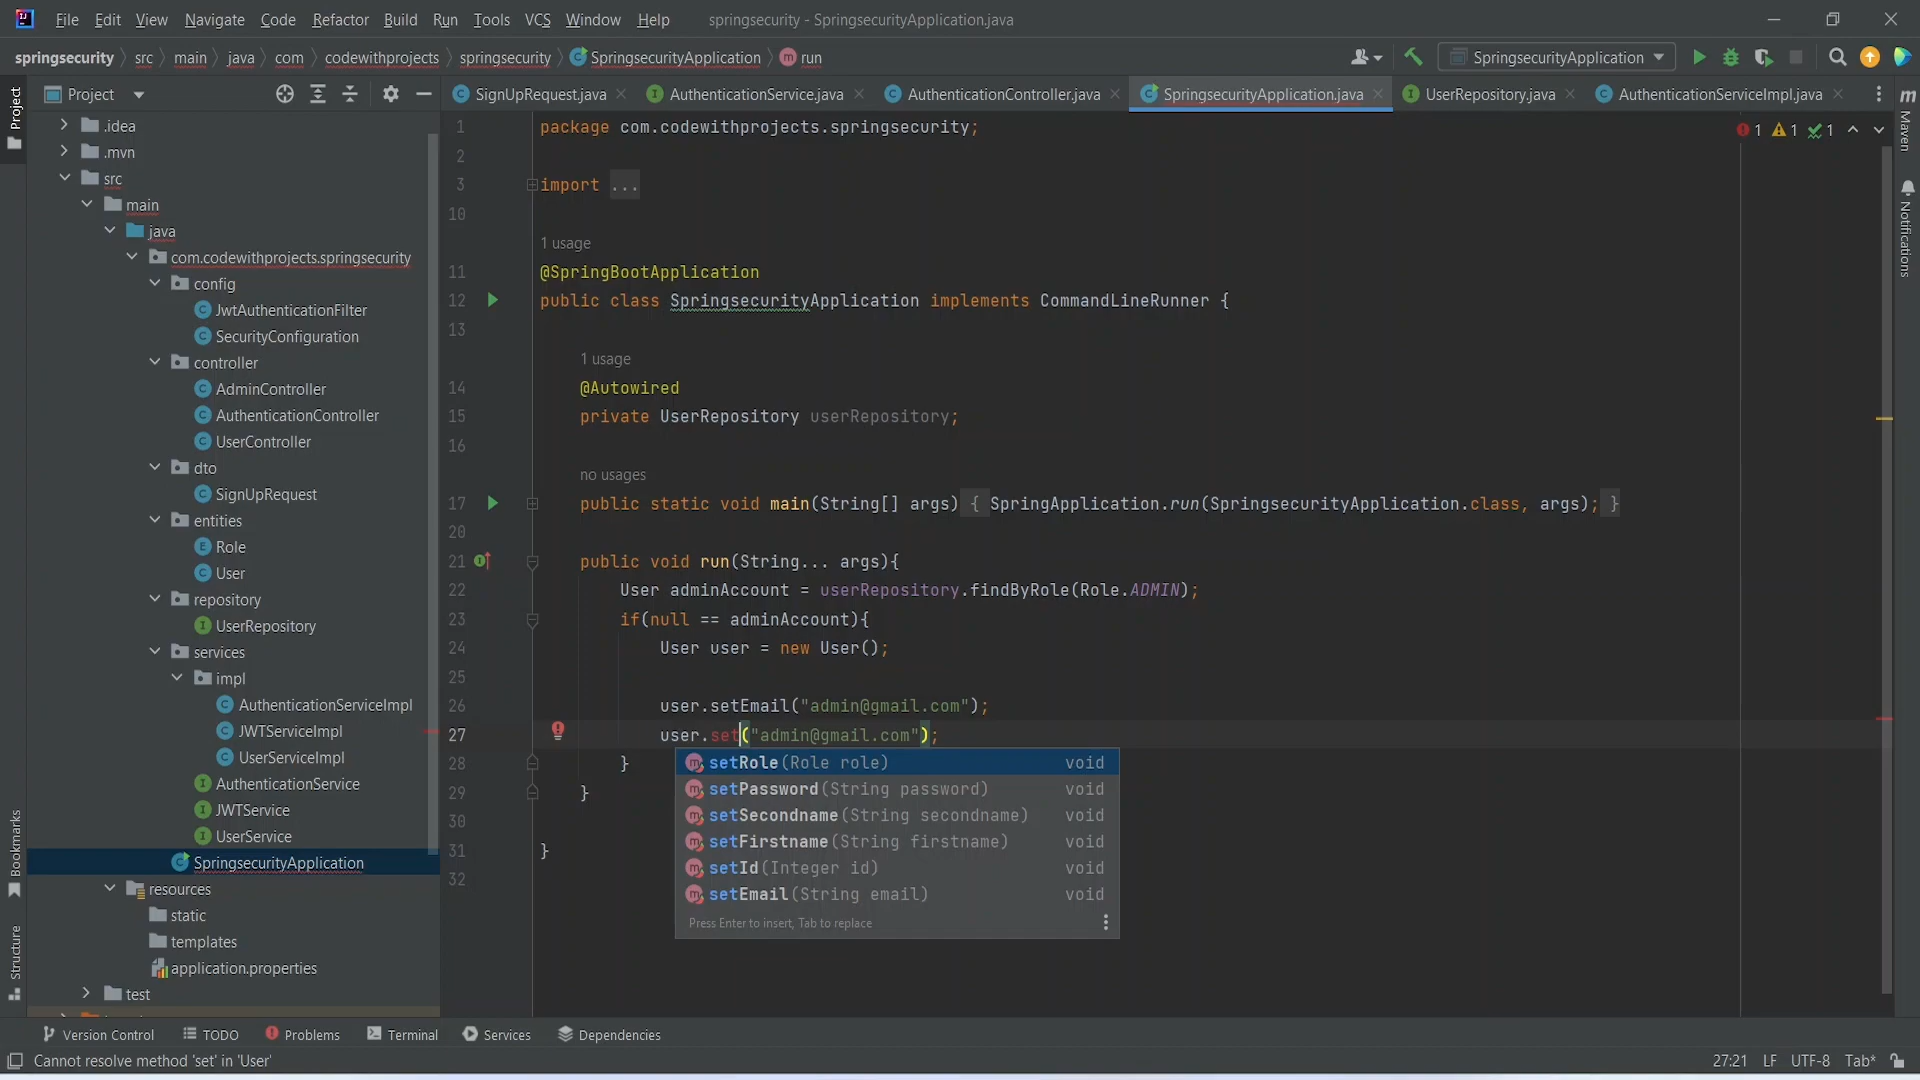 File Edit View Navigate Code Refactor Build Run Tools VCS Window Help springsecurity - SpringsecurityApplication.java
springsecurity src main java com codewithprojects springsecurity SpringsecurityApplication run SpringsecurityApplication
Project SignUpRequest.java AuthenticationService.java AuthenticationController.java SpringsecurityApplication.java UserRepository.java AuthenticationServiceImpl.java
Project
Bookmarks
Structure
Maven
Notifications
.idea
.mvn
src
main
java
com.codewithprojects.springsecurity
config
JwtAuthenticationFilter
SecurityConfiguration
controller
AdminController
AuthenticationController
UserController
dto
SignUpRequest
entities
Role
User
repository
UserRepository
services
impl
AuthenticationServiceImpl
JWTServiceImpl
UserServiceImpl
AuthenticationService
JWTService
UserService
SpringsecurityApplication
resources
static
templates
application.properties
test
1 package com.codewithprojects.springsecurity; 1 1 1
2
3 import ...
10
1 usage
11 @SpringBootApplication
12 public class SpringsecurityApplication implements CommandLineRunner {
13
1 usage
14 @Autowired
15 private UserRepository userRepository;
16
no usages
17 public static void main(String[] args) { SpringApplication.run(SpringsecurityApplication.class, args); }
20
21 public void run(String... args){
22 User adminAccount = userRepository.findByRole(Role.ADMIN);
23 if(null == adminAccount){
24 User user = new User();
25
26 user.setEmail("admin@gmail.com");
27 user.set("admin@gmail.com");
28 }
29 }
30
31 }
32
setRole(Role role) void
setPassword(String password) void
setSecondname(String secondname) void
setFirstname(String firstname) void
setId(Integer id) void
setEmail(String email) void
Press Enter to insert, Tab to replace
Version Control TODO Problems Terminal Services Dependencies
Cannot resolve method 'set' in 'User' 27:21 LF UTF-8 Tab*